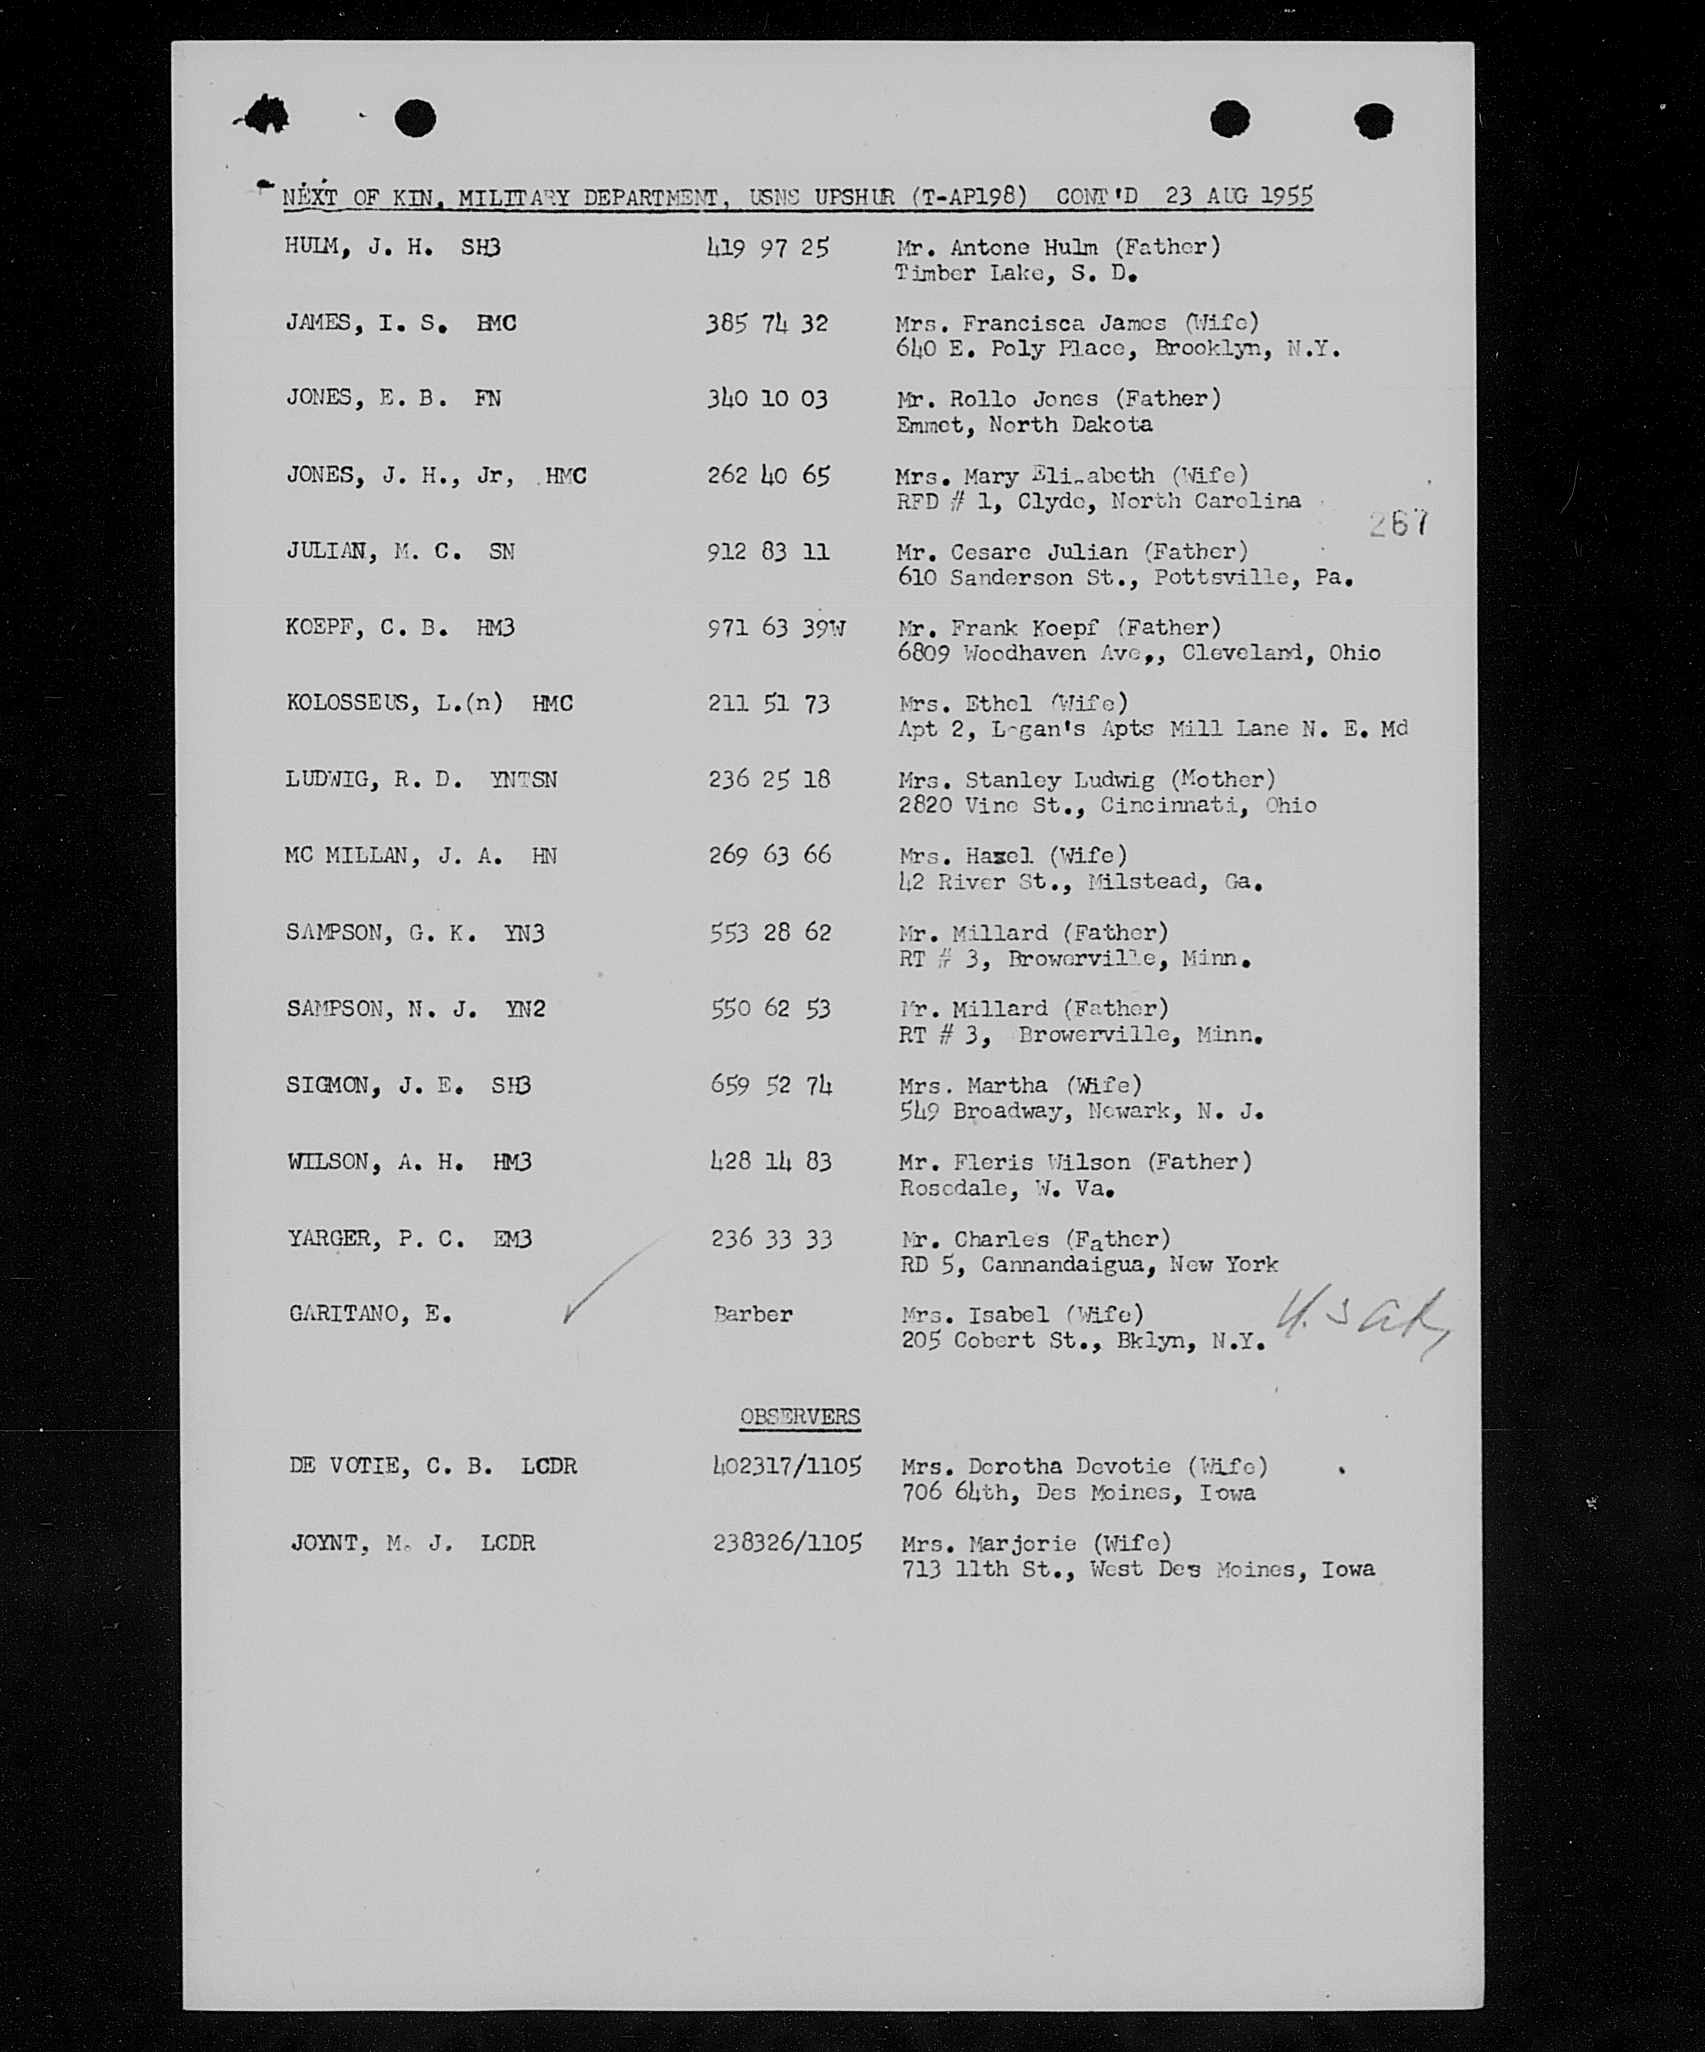 NEXT OF KIN, MILITARY DEPARTMENT, USNS UPSHUR (T-AP198) CONT'D 23 AUG 1955
HULM, J. H. SH3 419 97 25 Mr. Antone Hulm (Father)
Timber Lake, S. D.
JAMES, I. S. BMC 385 74 32 Mrs. Francisca James (Wife)
640 E. Poly Place, Brooklyn, N.Y.
JONES, E. B. FN 340 10 03 Mr. Rollo Jones (Father)
Emmet, North Dakota
JONES, J. H., Jr, HMC 262 40 65 Mrs. Mary Elizabeth (Wife)
RFD # 1, Clyde, North Carolina
267
JULIAN, M. C. SN 912 83 11 Mr. Cesare Julian (Father)
610 Sanderson St., Pottsville, Pa.
KOEPF, C. B. HM3 971 63 39W Mr. Frank Koepf (Father)
6809 Woodhaven Ave,, Cleveland, Ohio
KOLOSSEUS, L.(n) HMC 211 51 73 Mrs. Ethel (Wife)
Apt 2, Logan's Apts Mill Lane N. E. Md
LUDWIG, R. D. YNTSN 236 25 18 Mrs. Stanley Ludwig (Mother)
2820 Vine St., Cincinnati, Ohio
MC MILLAN, J. A. HN 269 63 66 Mrs. Hazel (Wife)
42 River St., Milstead, Ga.
SAMPSON, G. K. YN3 553 28 62 Mr. Millard (Father)
RT # 3, Browerville, Minn.
SAMPSON, N. J. YN2 550 62 53 Mr. Millard (Father)
RT # 3, Browerville, Minn.
SIGMON, J. E. SH3 659 52 74 Mrs. Martha (Wife)
549 Broadway, Newark, N. J.
WILSON, A. H. HM3 428 14 83 Mr. Fleris Wilson (Father)
Rosedale, W. Va.
YARGER, P. C. EM3 236 33 33 Mr. Charles (Father)
RD 5, Cannandaigua, New York
GARITANO, E. Barber Mrs. Isabel (Wife)
205 Cobert St., Bklyn, N.Y.
OBSERVERS
DE VOTIE, C. B. LCDR 402317/1105 Mrs. Dorotha Devotie (Wife)
706 64th, Des Moines, Iowa
JOYNT, M. J. LCDR 238326/1105 Mrs. Marjorie (Wife)
713 11th St., West Des Moines, Iowa